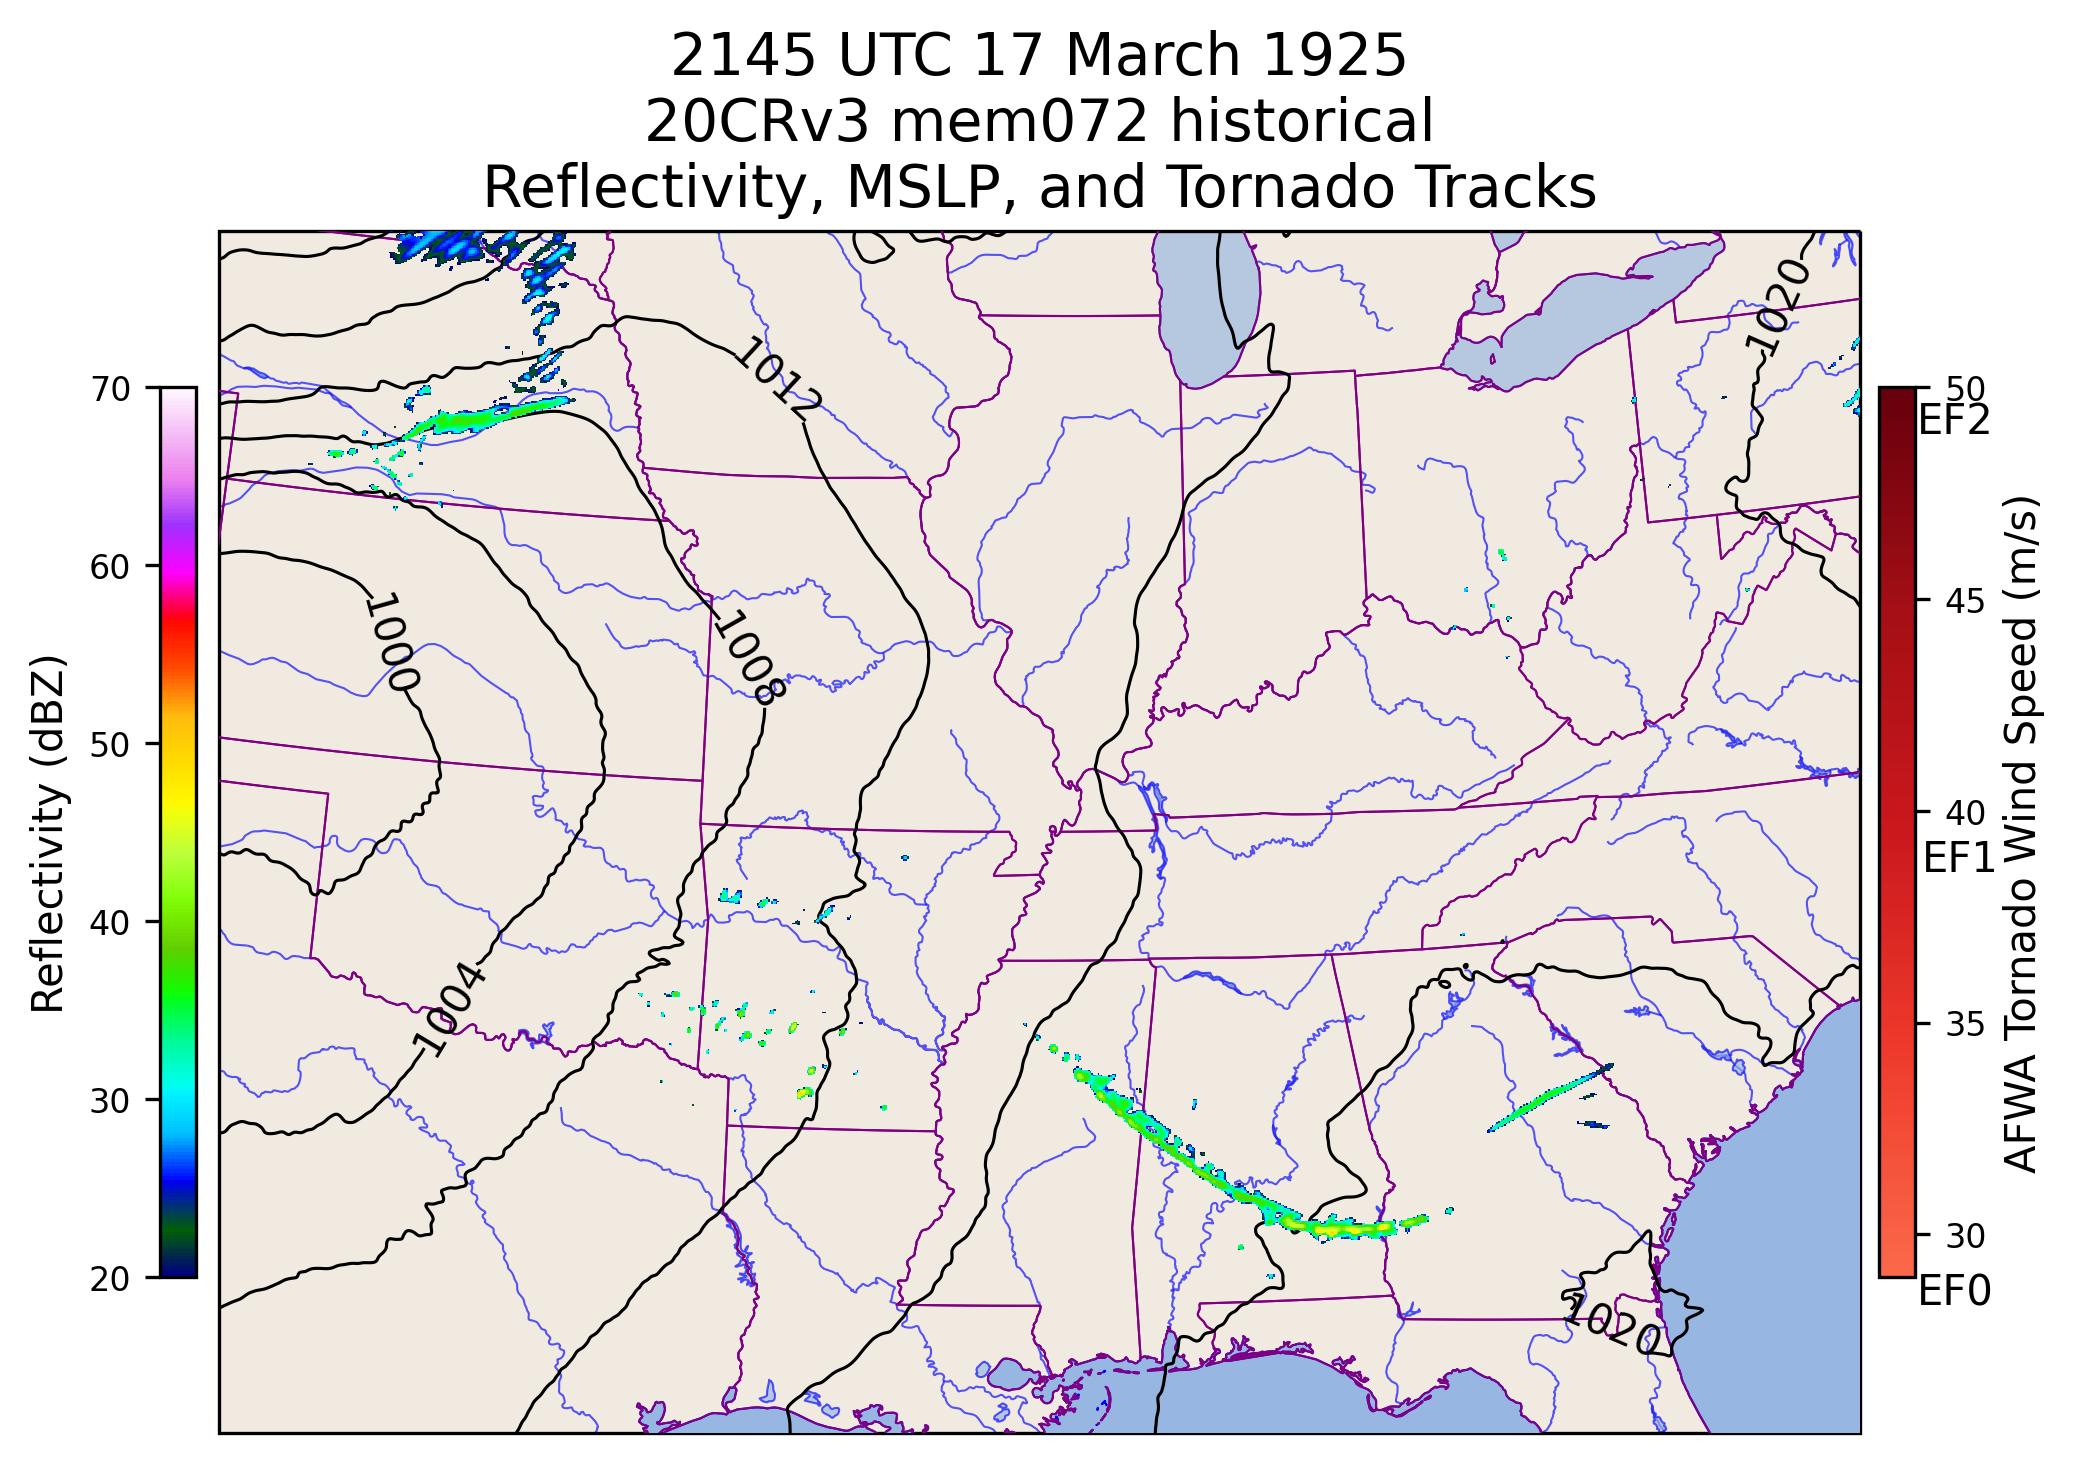 2145 UTC 17 March 1925
20CRv3 mem072 historical
Reflectivity, MSLP, and Tornado Tracks
1020
1012
1000
1008
1004
1020
70
60
50
40
30
20
Reflectivity (dBZ)
50
EF2
45
40
EF1
35
30
EF0
AFWA Tornado Wind Speed (m/s)